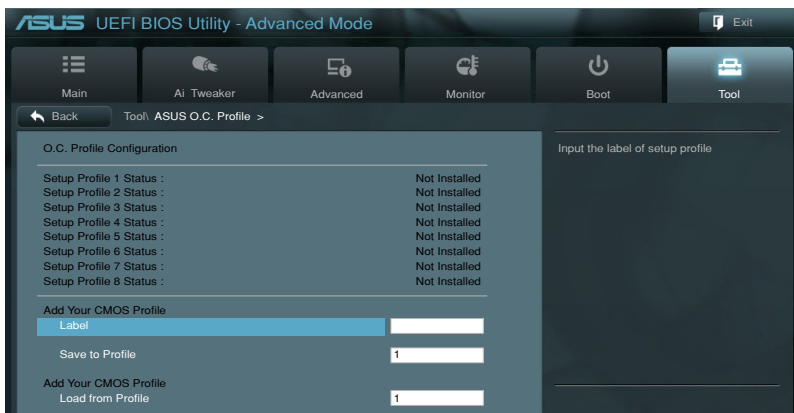 ASUS UEFI BIOS Utility - Advanced Mode
Exit
Main Ai Tweaker Advanced Monitor Boot Tool
Back Tool\ ASUS O.C. Profile >
O.C. Profile Configuration
Input the label of setup profile
Setup Profile 1 Status : Not Installed
Setup Profile 2 Status : Not Installed
Setup Profile 3 Status : Not Installed
Setup Profile 4 Status : Not Installed
Setup Profile 5 Status : Not Installed
Setup Profile 6 Status : Not Installed
Setup Profile 7 Status : Not Installed
Setup Profile 8 Status : Not Installed
Add Your CMOS Profile
Label
Save to Profile 1
Add Your CMOS Profile
Load from Profile 1